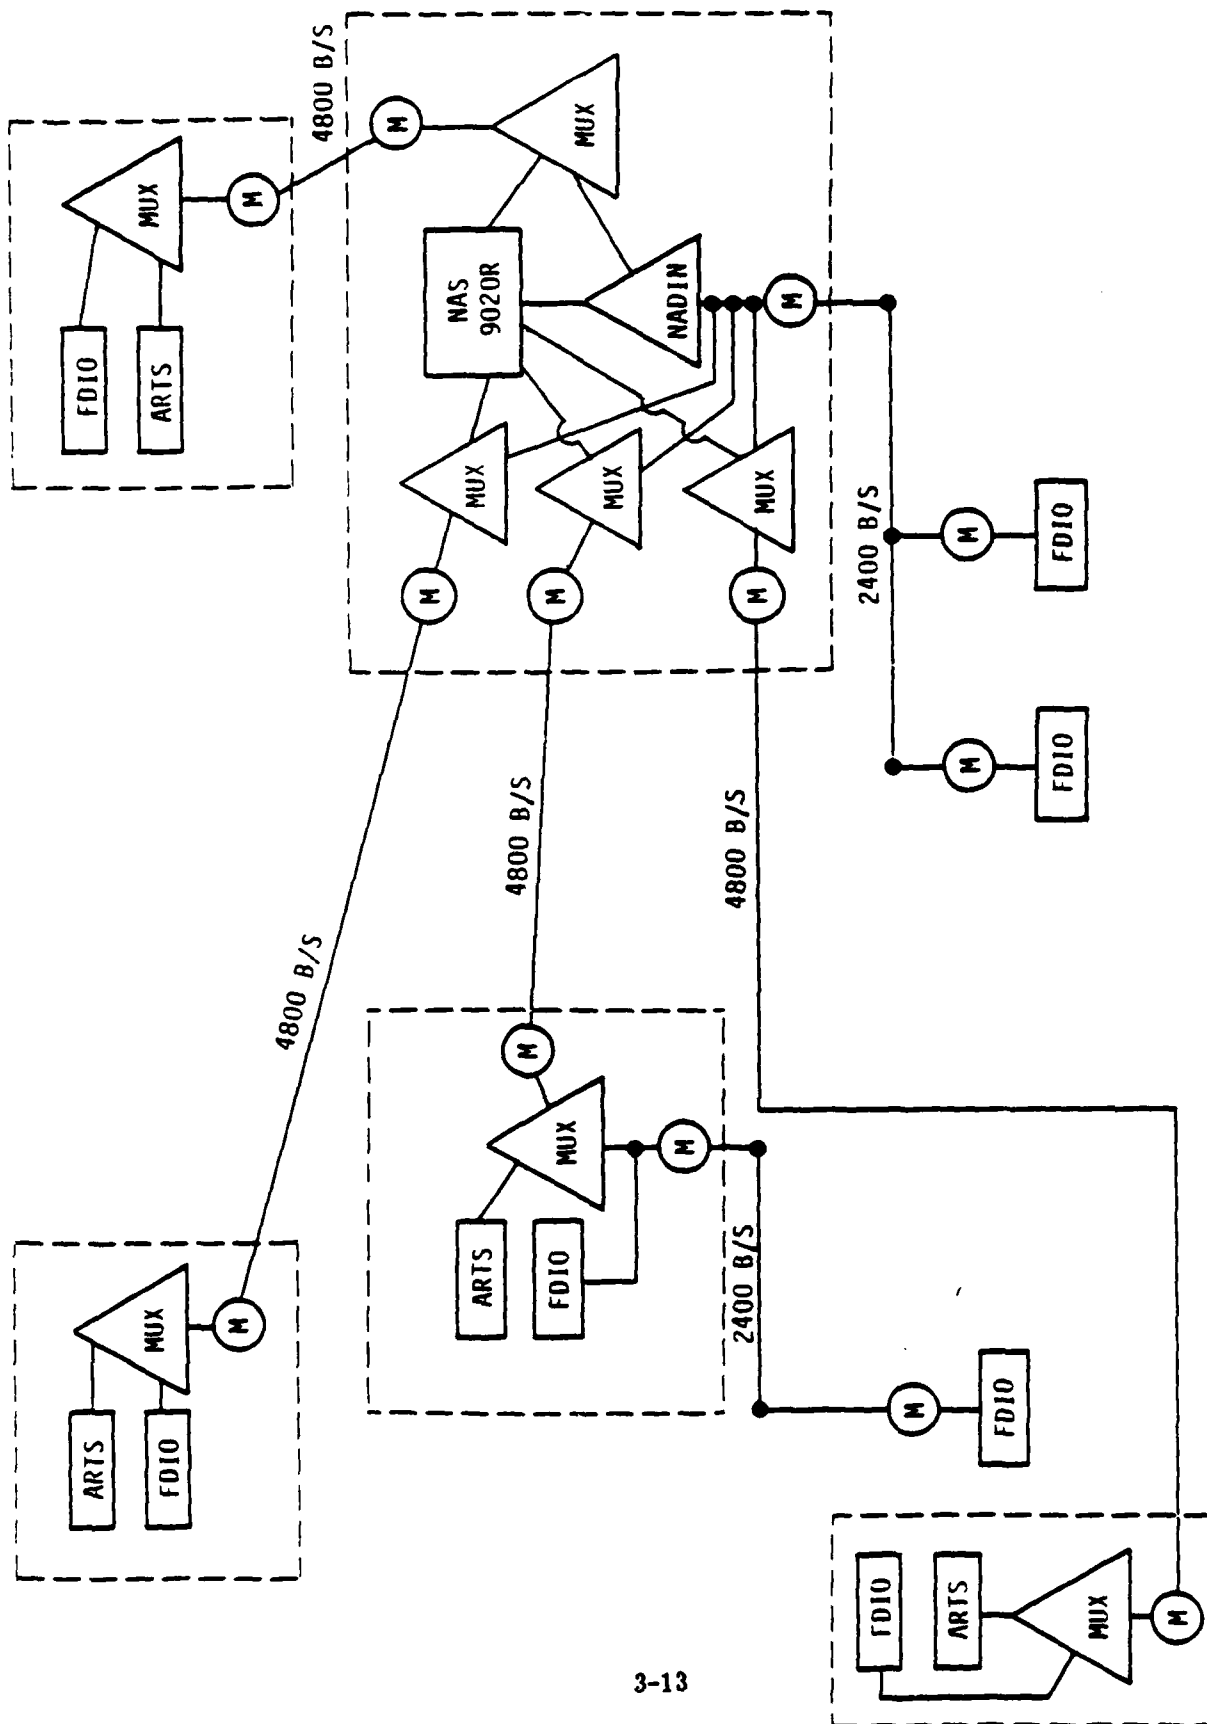 ARTS
FDIO
MUX
M
4800 B/S
FDIO
ARTS
MUX
M
4800 B/S
ARTS
FDIO
MUX
M
M
4800 B/S
2400 B/S
M
FDIO
M
MUX
M
MUX
M
MUX
NAS
9020R
NADIN
MUX
M
M
4800 B/S
2400 B/S
M
FDIO
M
FDIO
FDIO
ARTS
MUX
M
3-13